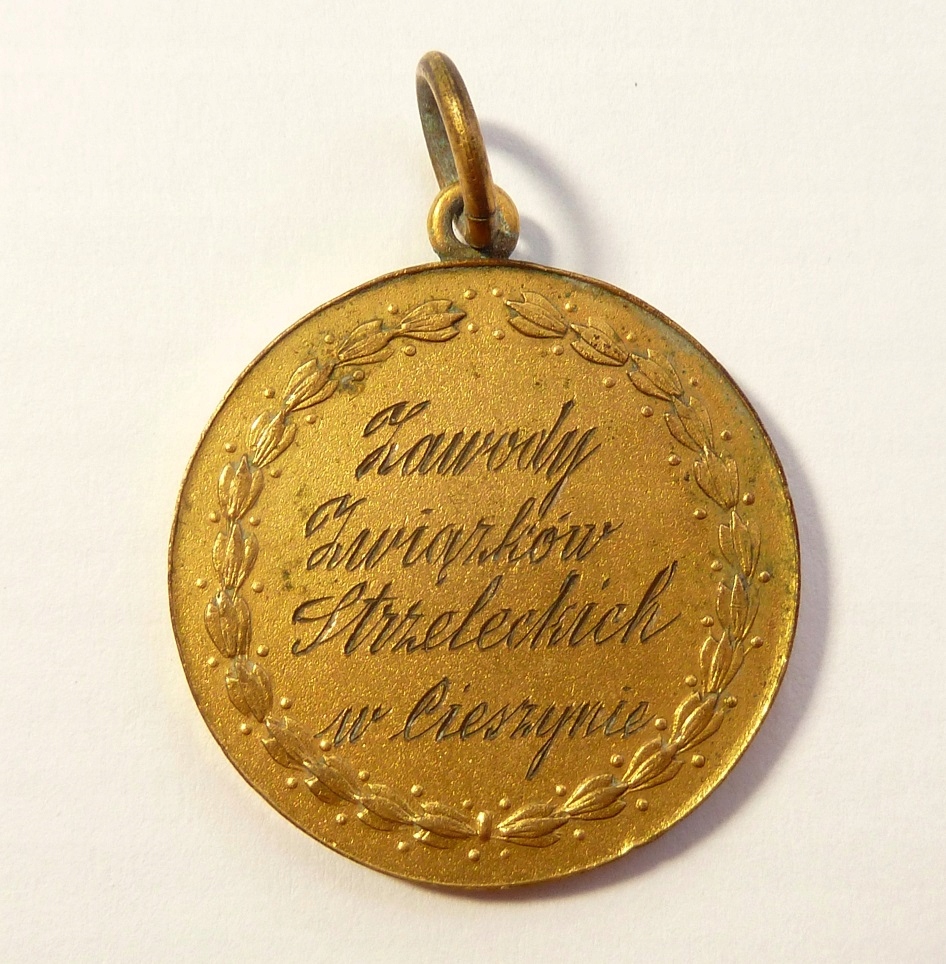 Zawody
Związków
Strzeleckich
w Cieszynie